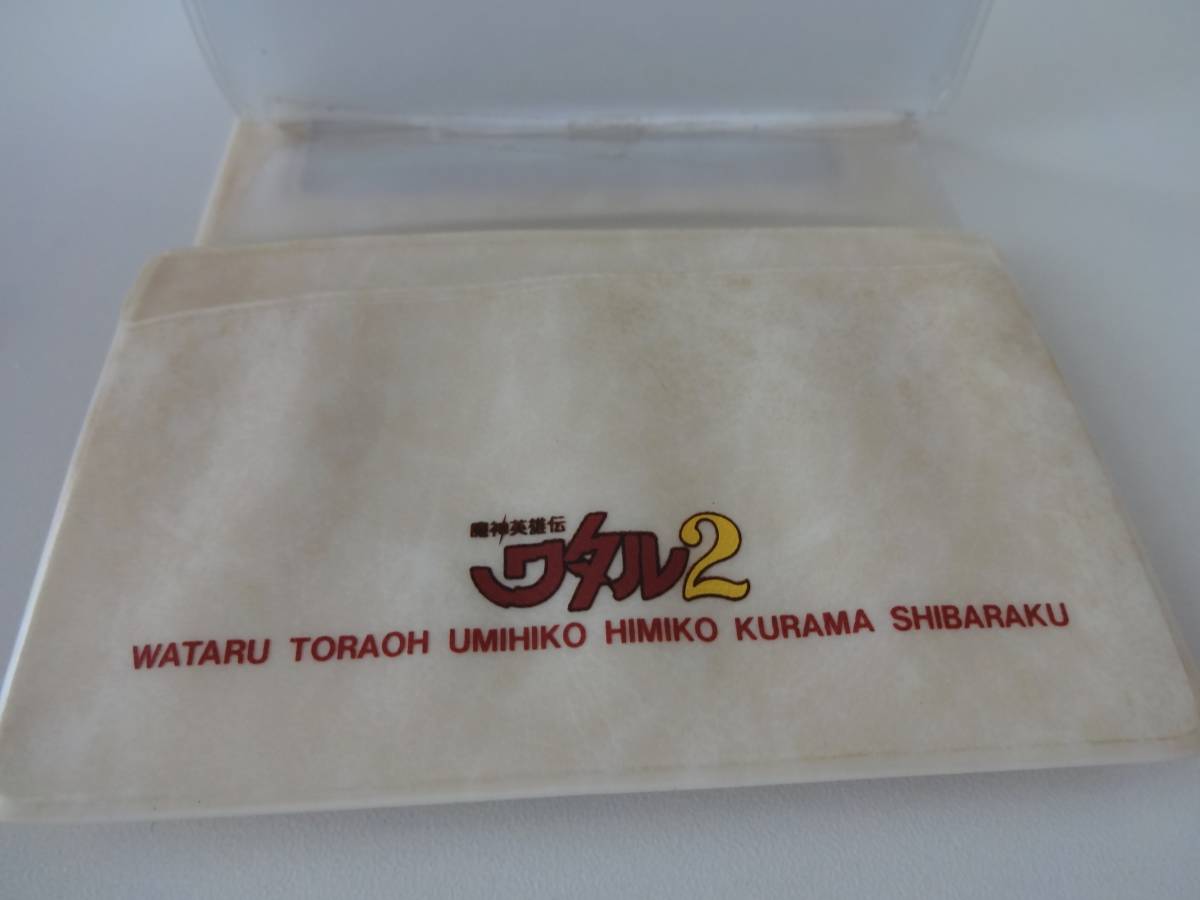 魔神英雄伝
ワタル2
WATARU TORAOH UMIHIKO HIMIKO KURAMA SHIBARAKU